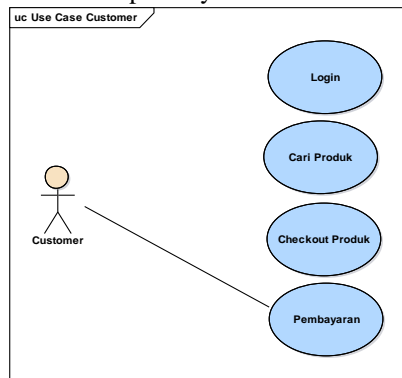 uc Use Case Customer
Login
Cari Produk
Customer
Checkout Produk
Pembayaran